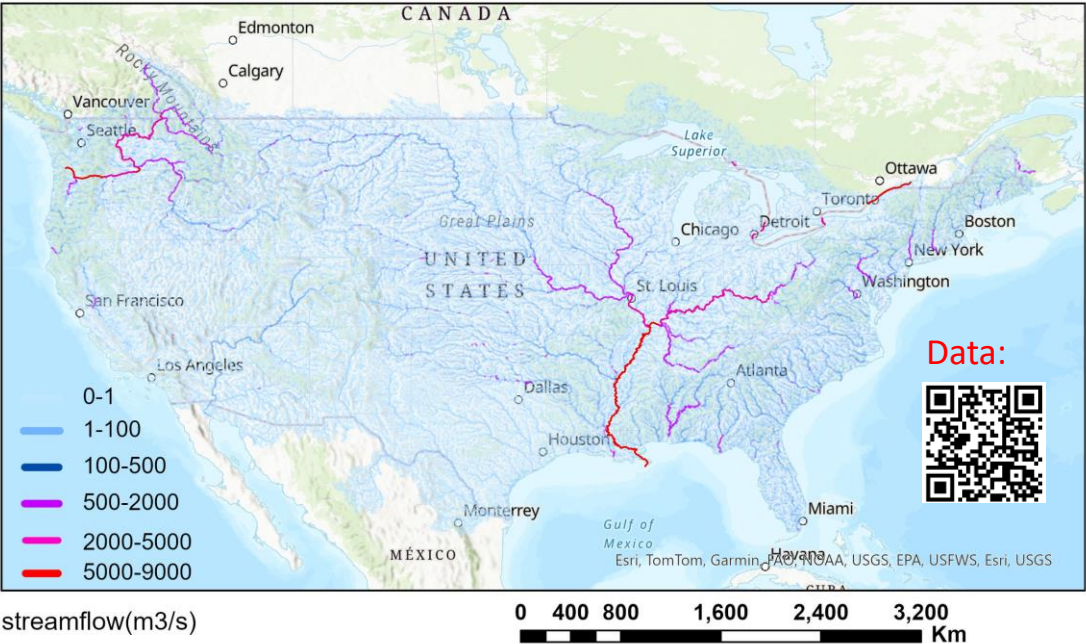 CANADA
Edmonton
Calgary
Rocky Mountains
Vancouver
Seattle
Lake
Superior
Ottawa
Toronto
Boston
Detroit
Chicago
New York
Great Plains
UNITED
STATES
St. Louis
Washington
San Francisco
Los Angeles
Dallas
Atlanta
Data:
Houston
Monterrey
Miami
Gulf of
Mexico
MÉXICO
Havana
CUBA
Esri, TomTom, Garmin, FAO, NOAA, USGS, EPA, USFWS, Esri, USGS
0-1
1-100
100-500
500-2000
2000-5000
5000-9000
streamflow(m3/s)
0 400 800 1,600 2,400 3,200
Km